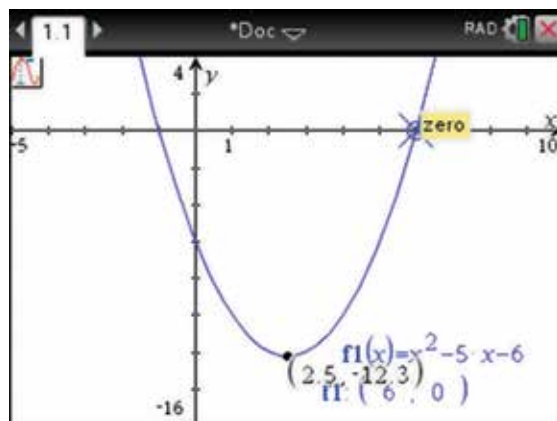 1.1 *Doc RAD
4 y
zero
-5 1 10 x
f1(x)=x²-5·x-6
(2.5,-12.3)
f1: ( 6 , 0 )
-16